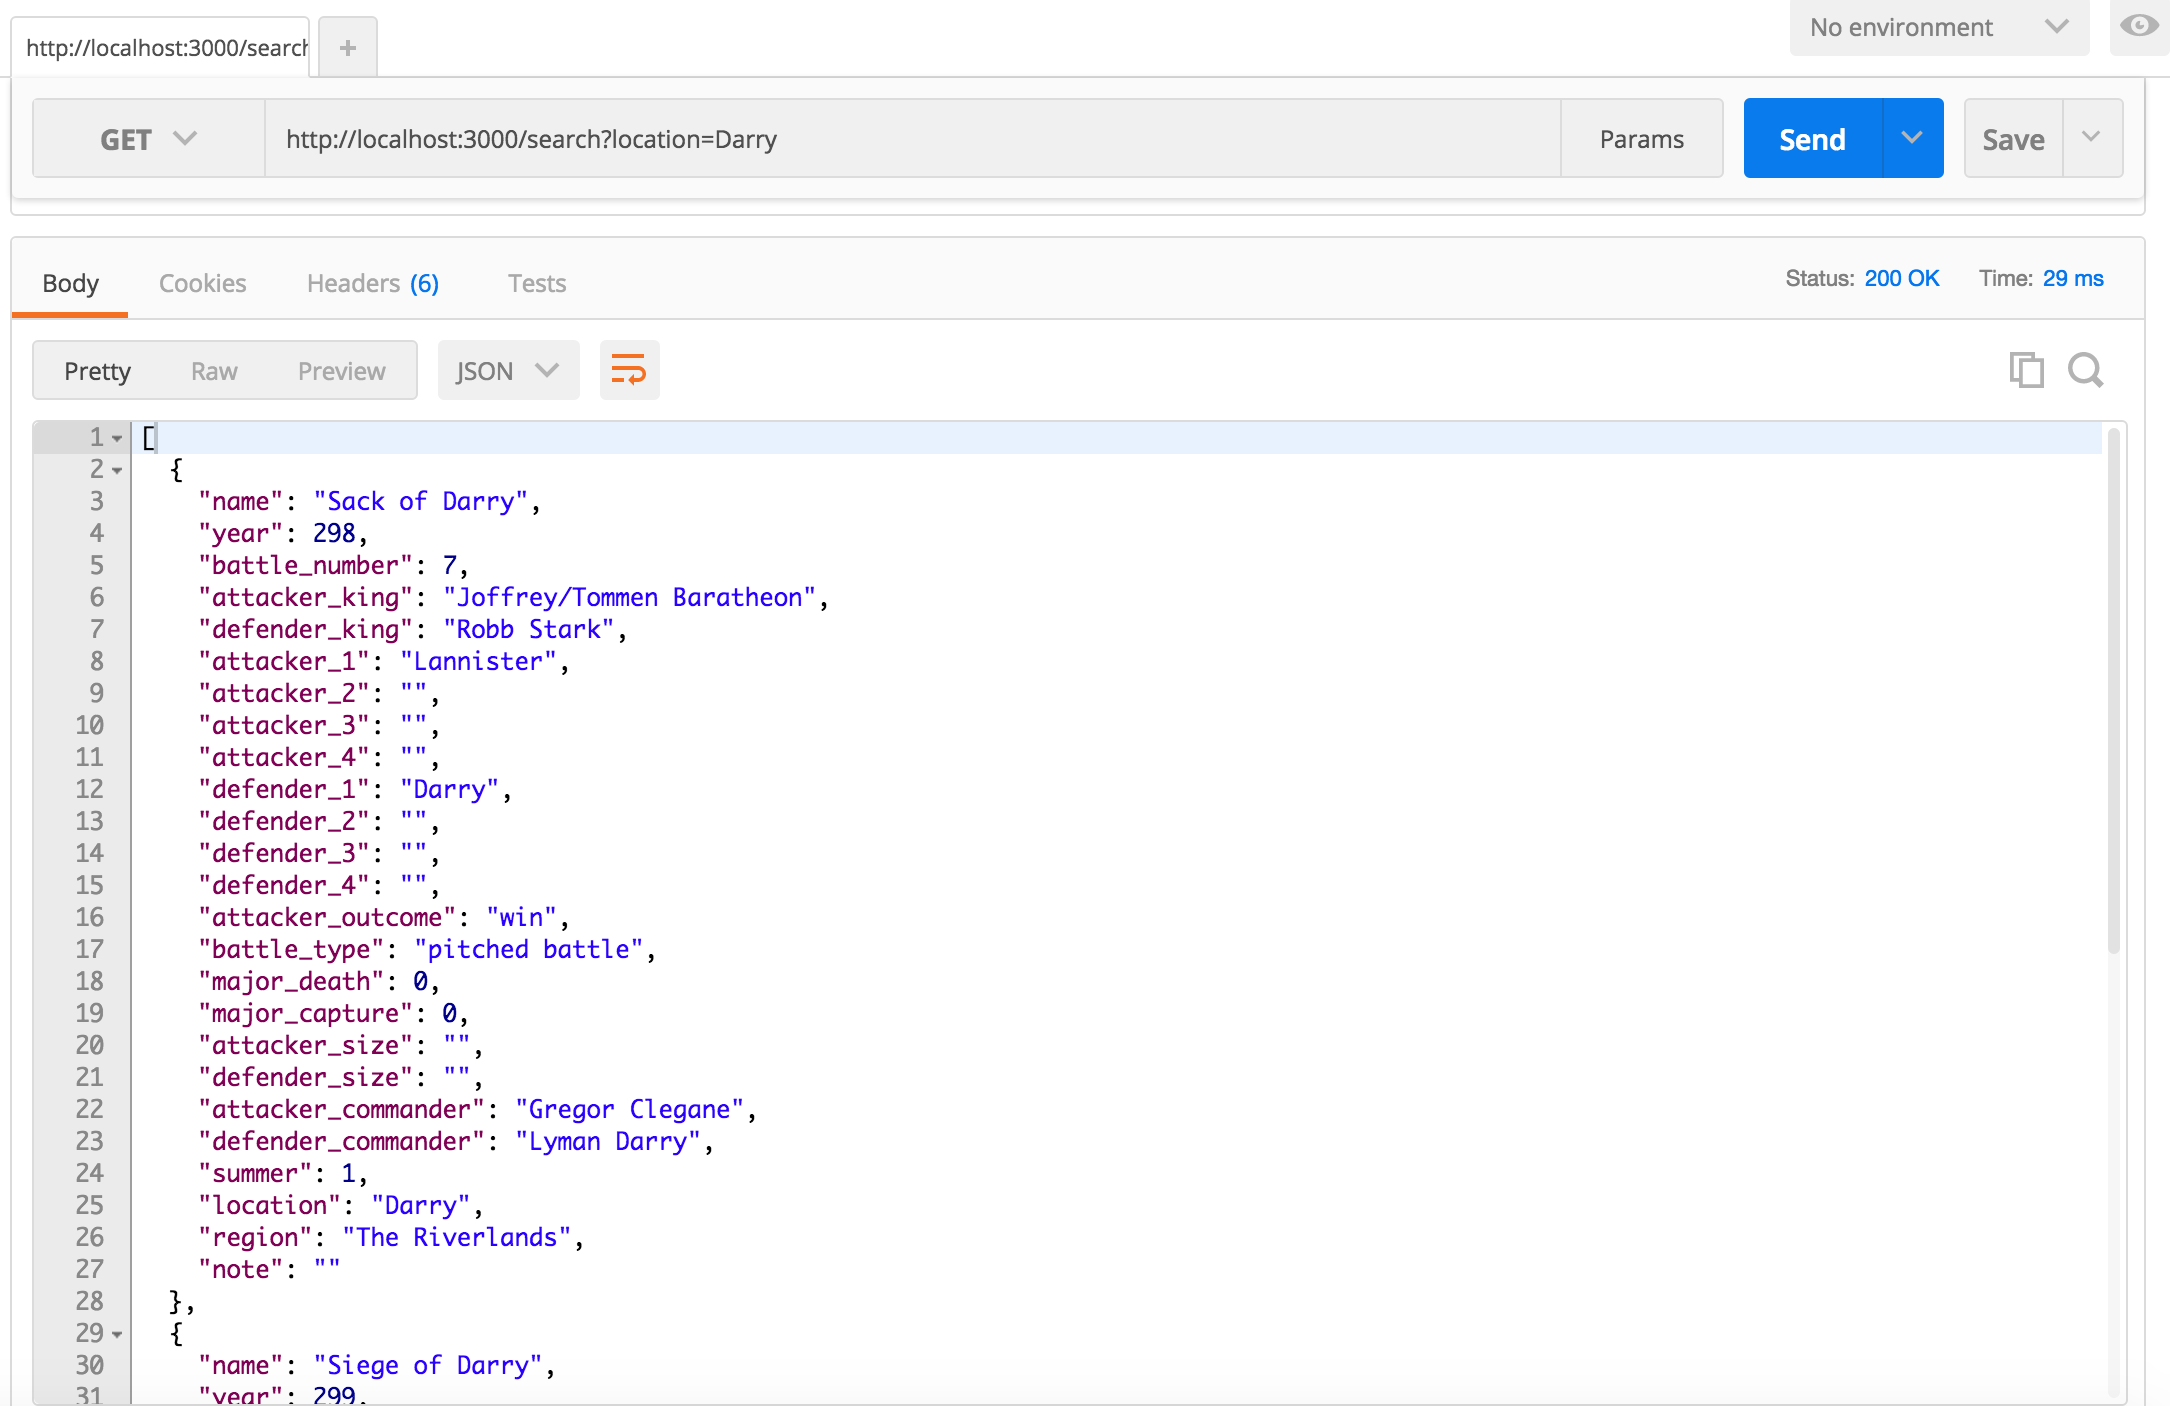 http://localhost:3000/search
+
No environment
GET
http://localhost:3000/search?location=Darry
Params
Send
Save
Body
Cookies
Headers (6)
Tests
Status: 200 OK
Time: 29 ms
Pretty
Raw
Preview
JSON
1 [
2 {
3 "name": "Sack of Darry",
4 "year": 298,
5 "battle_number": 7,
6 "attacker_king": "Joffrey/Tommen Baratheon",
7 "defender_king": "Robb Stark",
8 "attacker_1": "Lannister",
9 "attacker_2": "",
10 "attacker_3": "",
11 "attacker_4": "",
12 "defender_1": "Darry",
13 "defender_2": "",
14 "defender_3": "",
15 "defender_4": "",
16 "attacker_outcome": "win",
17 "battle_type": "pitched battle",
18 "major_death": 0,
19 "major_capture": 0,
20 "attacker_size": "",
21 "defender_size": "",
22 "attacker_commander": "Gregor Clegane",
23 "defender_commander": "Lyman Darry",
24 "summer": 1,
25 "location": "Darry",
26 "region": "The Riverlands",
27 "note": ""
28 },
29 {
30 "name": "Siege of Darry",
31 "year": 299,